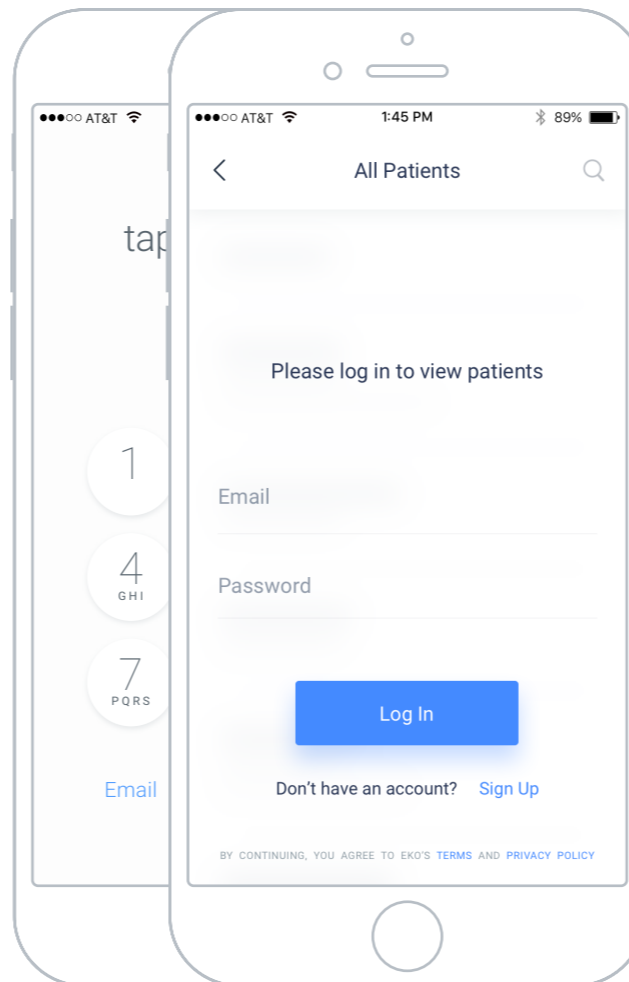 AT&T
tap
1
4
GHI
7
PQRS
Email
AT&T 1:45 PM 89%
All Patients
Please log in to view patients
Email
Password
Log In
Don't have an account? Sign Up
BY CONTINUING, YOU AGREE TO EKO'S TERMS AND PRIVACY POLICY